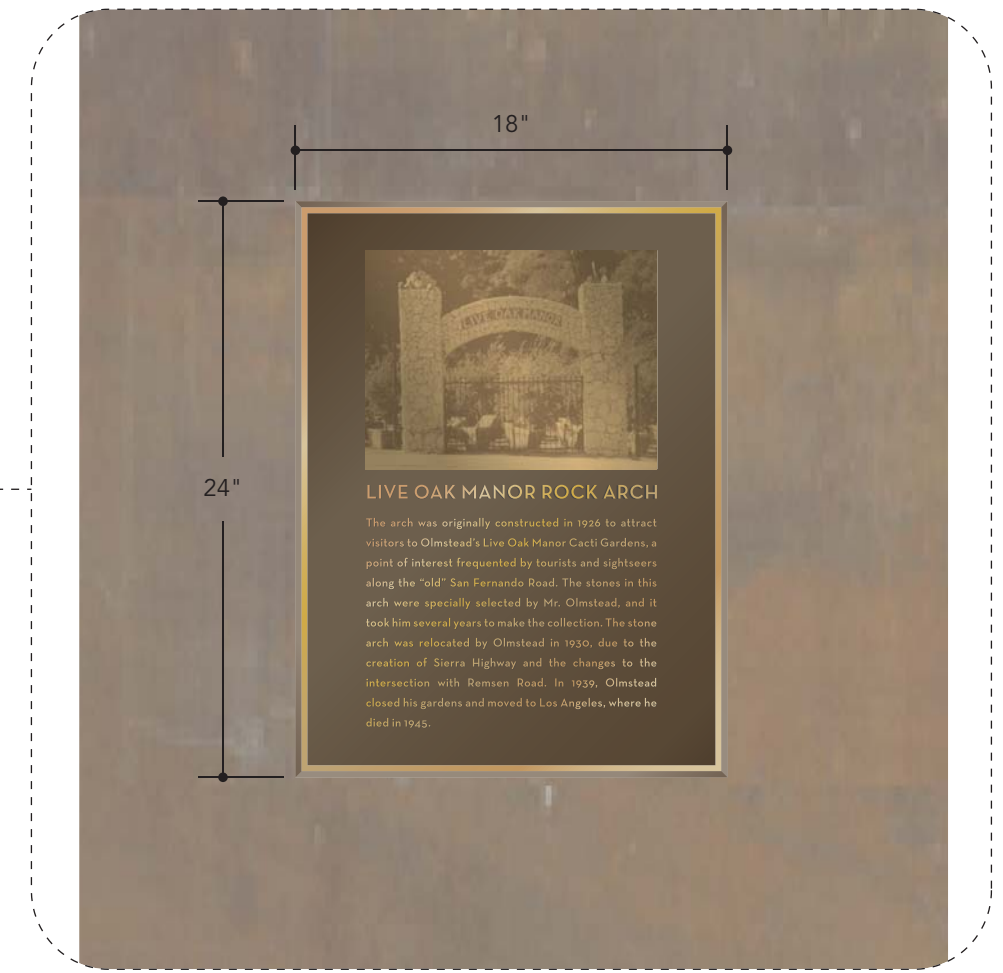 18"
24"
LIVE OAK MANOR
LIVE OAK MANOR ROCK ARCH
The arch was originally constructed in 1926 to attract
visitors to Olmstead's Live Oak Manor Cacti Gardens, a
point of interest frequented by tourists and sightseers
along the “old” San Fernando Road. The stones in this
arch were specially selected by Mr. Olmstead, and it
took him several years to make the collection. The stone
arch was relocated by Olmstead in 1930, due to the
creation of Sierra Highway and the changes to the
intersection with Remsen Road. In 1939, Olmstead
closed his gardens and moved to Los Angeles, where he
died in 1945.